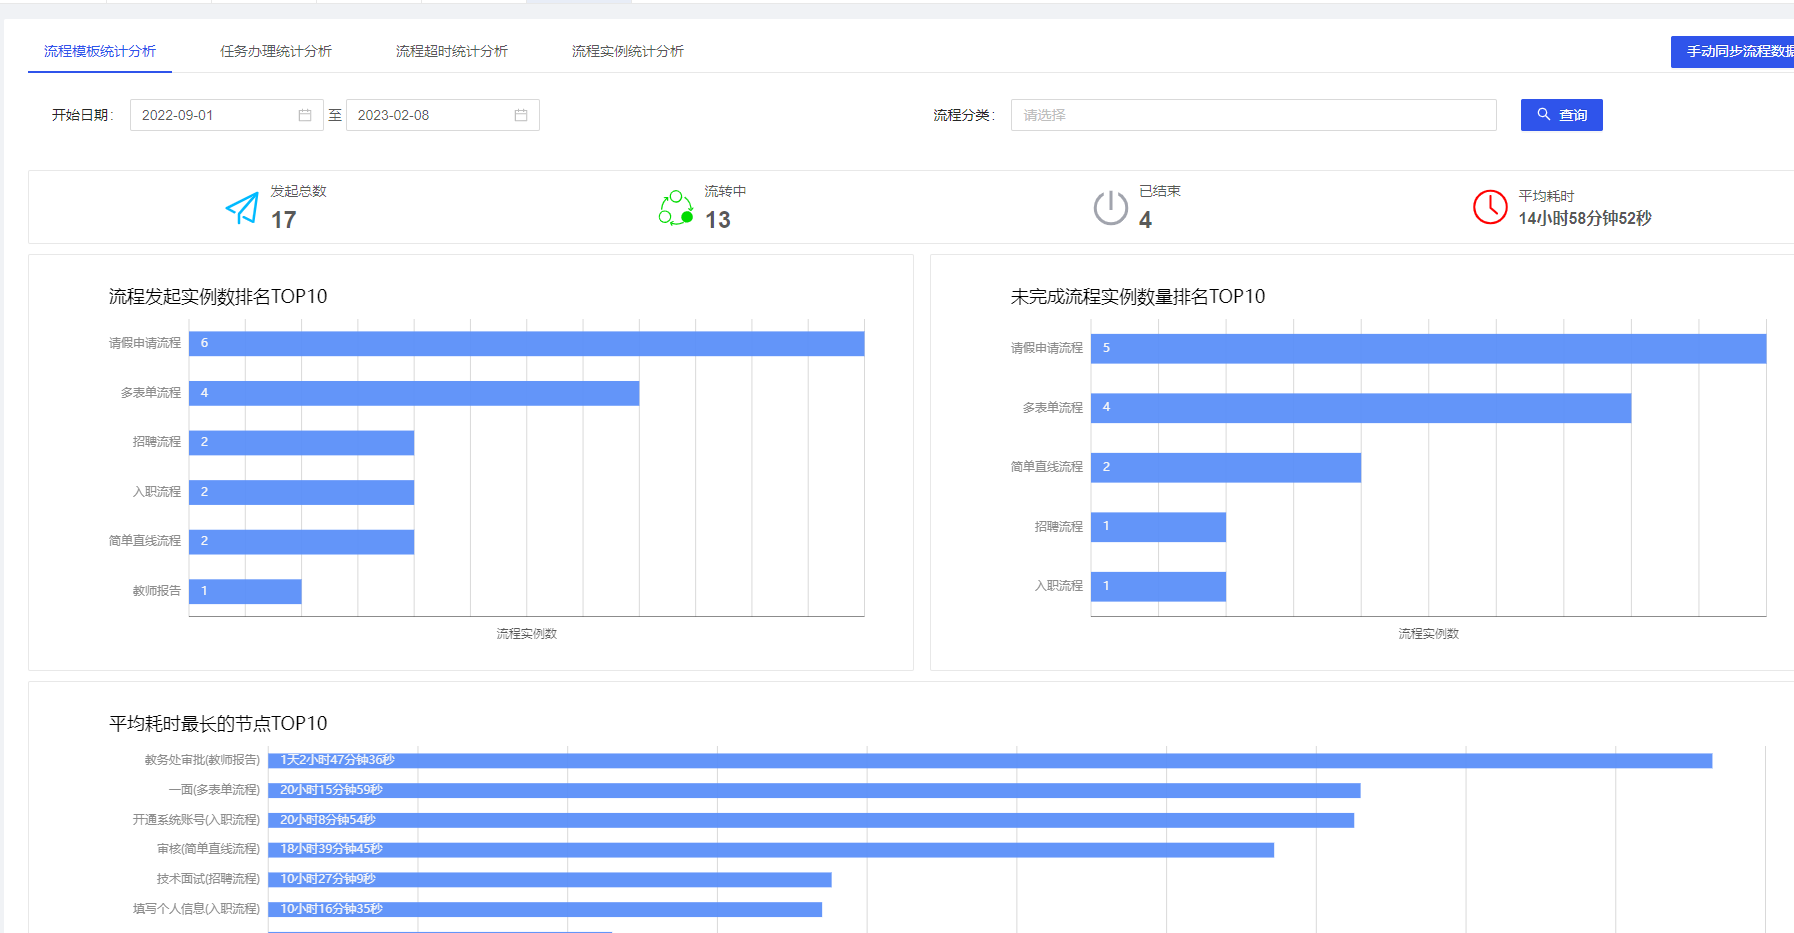 流程模板统计分析
任务办理统计分析
流程超时统计分析
流程实例统计分析
手动同步流程数据
开始日期:
2022-09-01
至
2023-02-08
流程分类:
请选择
查询
发起总数
17
流转中
13
已结束
4
平均耗时
14小时58分钟52秒
流程发起实例数排名TOP10
请假申请流程
6
多表单流程
4
招聘流程
2
入职流程
2
简单直线流程
2
教师报告
1
流程实例数
未完成流程实例数量排名TOP10
请假申请流程
5
多表单流程
4
简单直线流程
2
招聘流程
1
入职流程
1
流程实例数
平均耗时最长的节点TOP10
教务处审批(教师报告)
1天2小时47分钟36秒
一面(多表单流程)
20小时15分钟59秒
开通系统账号(入职流程)
20小时8分钟54秒
审核(简单直线流程)
18小时39分钟45秒
技术面试(招聘流程)
10小时27分钟9秒
填写个人信息(入职流程)
10小时16分钟35秒